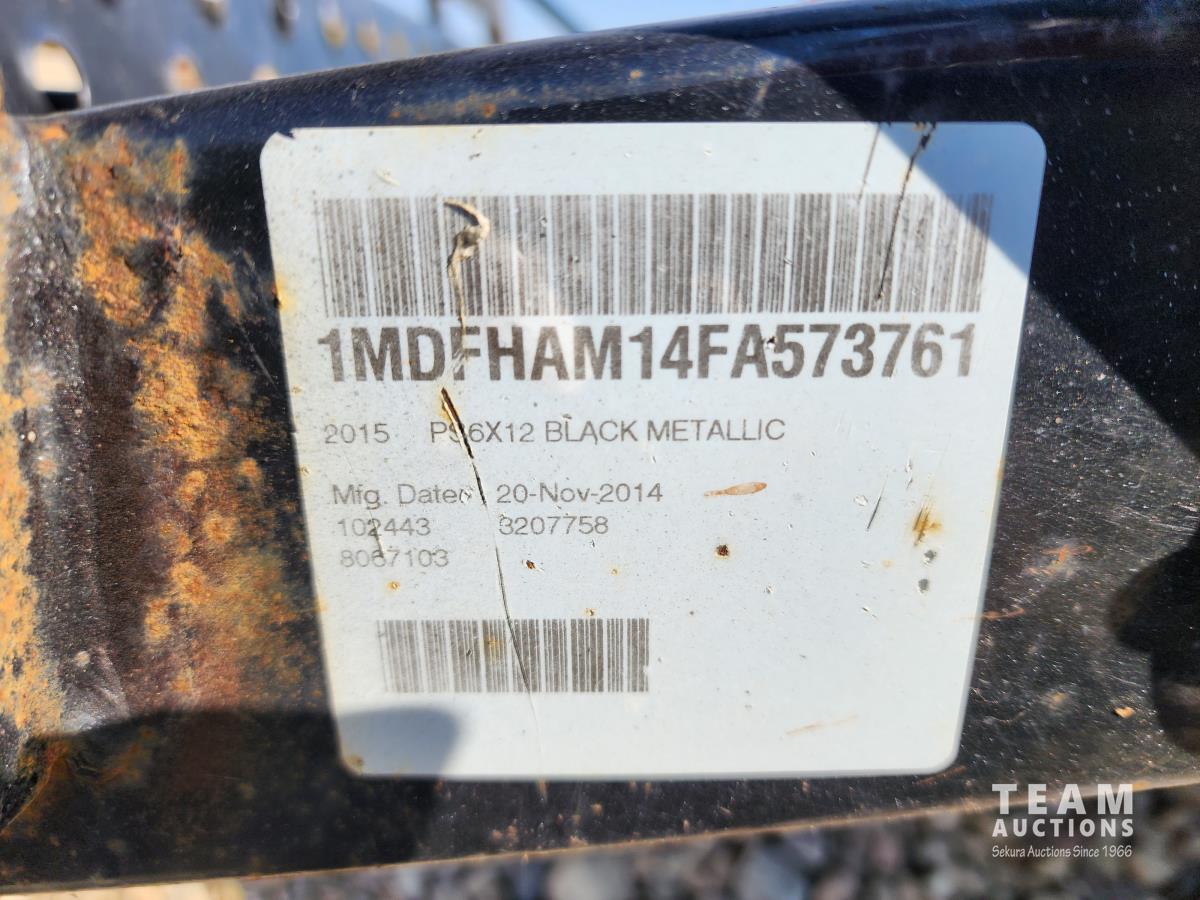 1MDFHAM14FA573761
2015 PS6X12 BLACK METALLIC
Mfg. Date: 20-Nov-2014
102443 3207758
8067103
TEAM
AUCTIONS
Sekura Auctions Since 1966